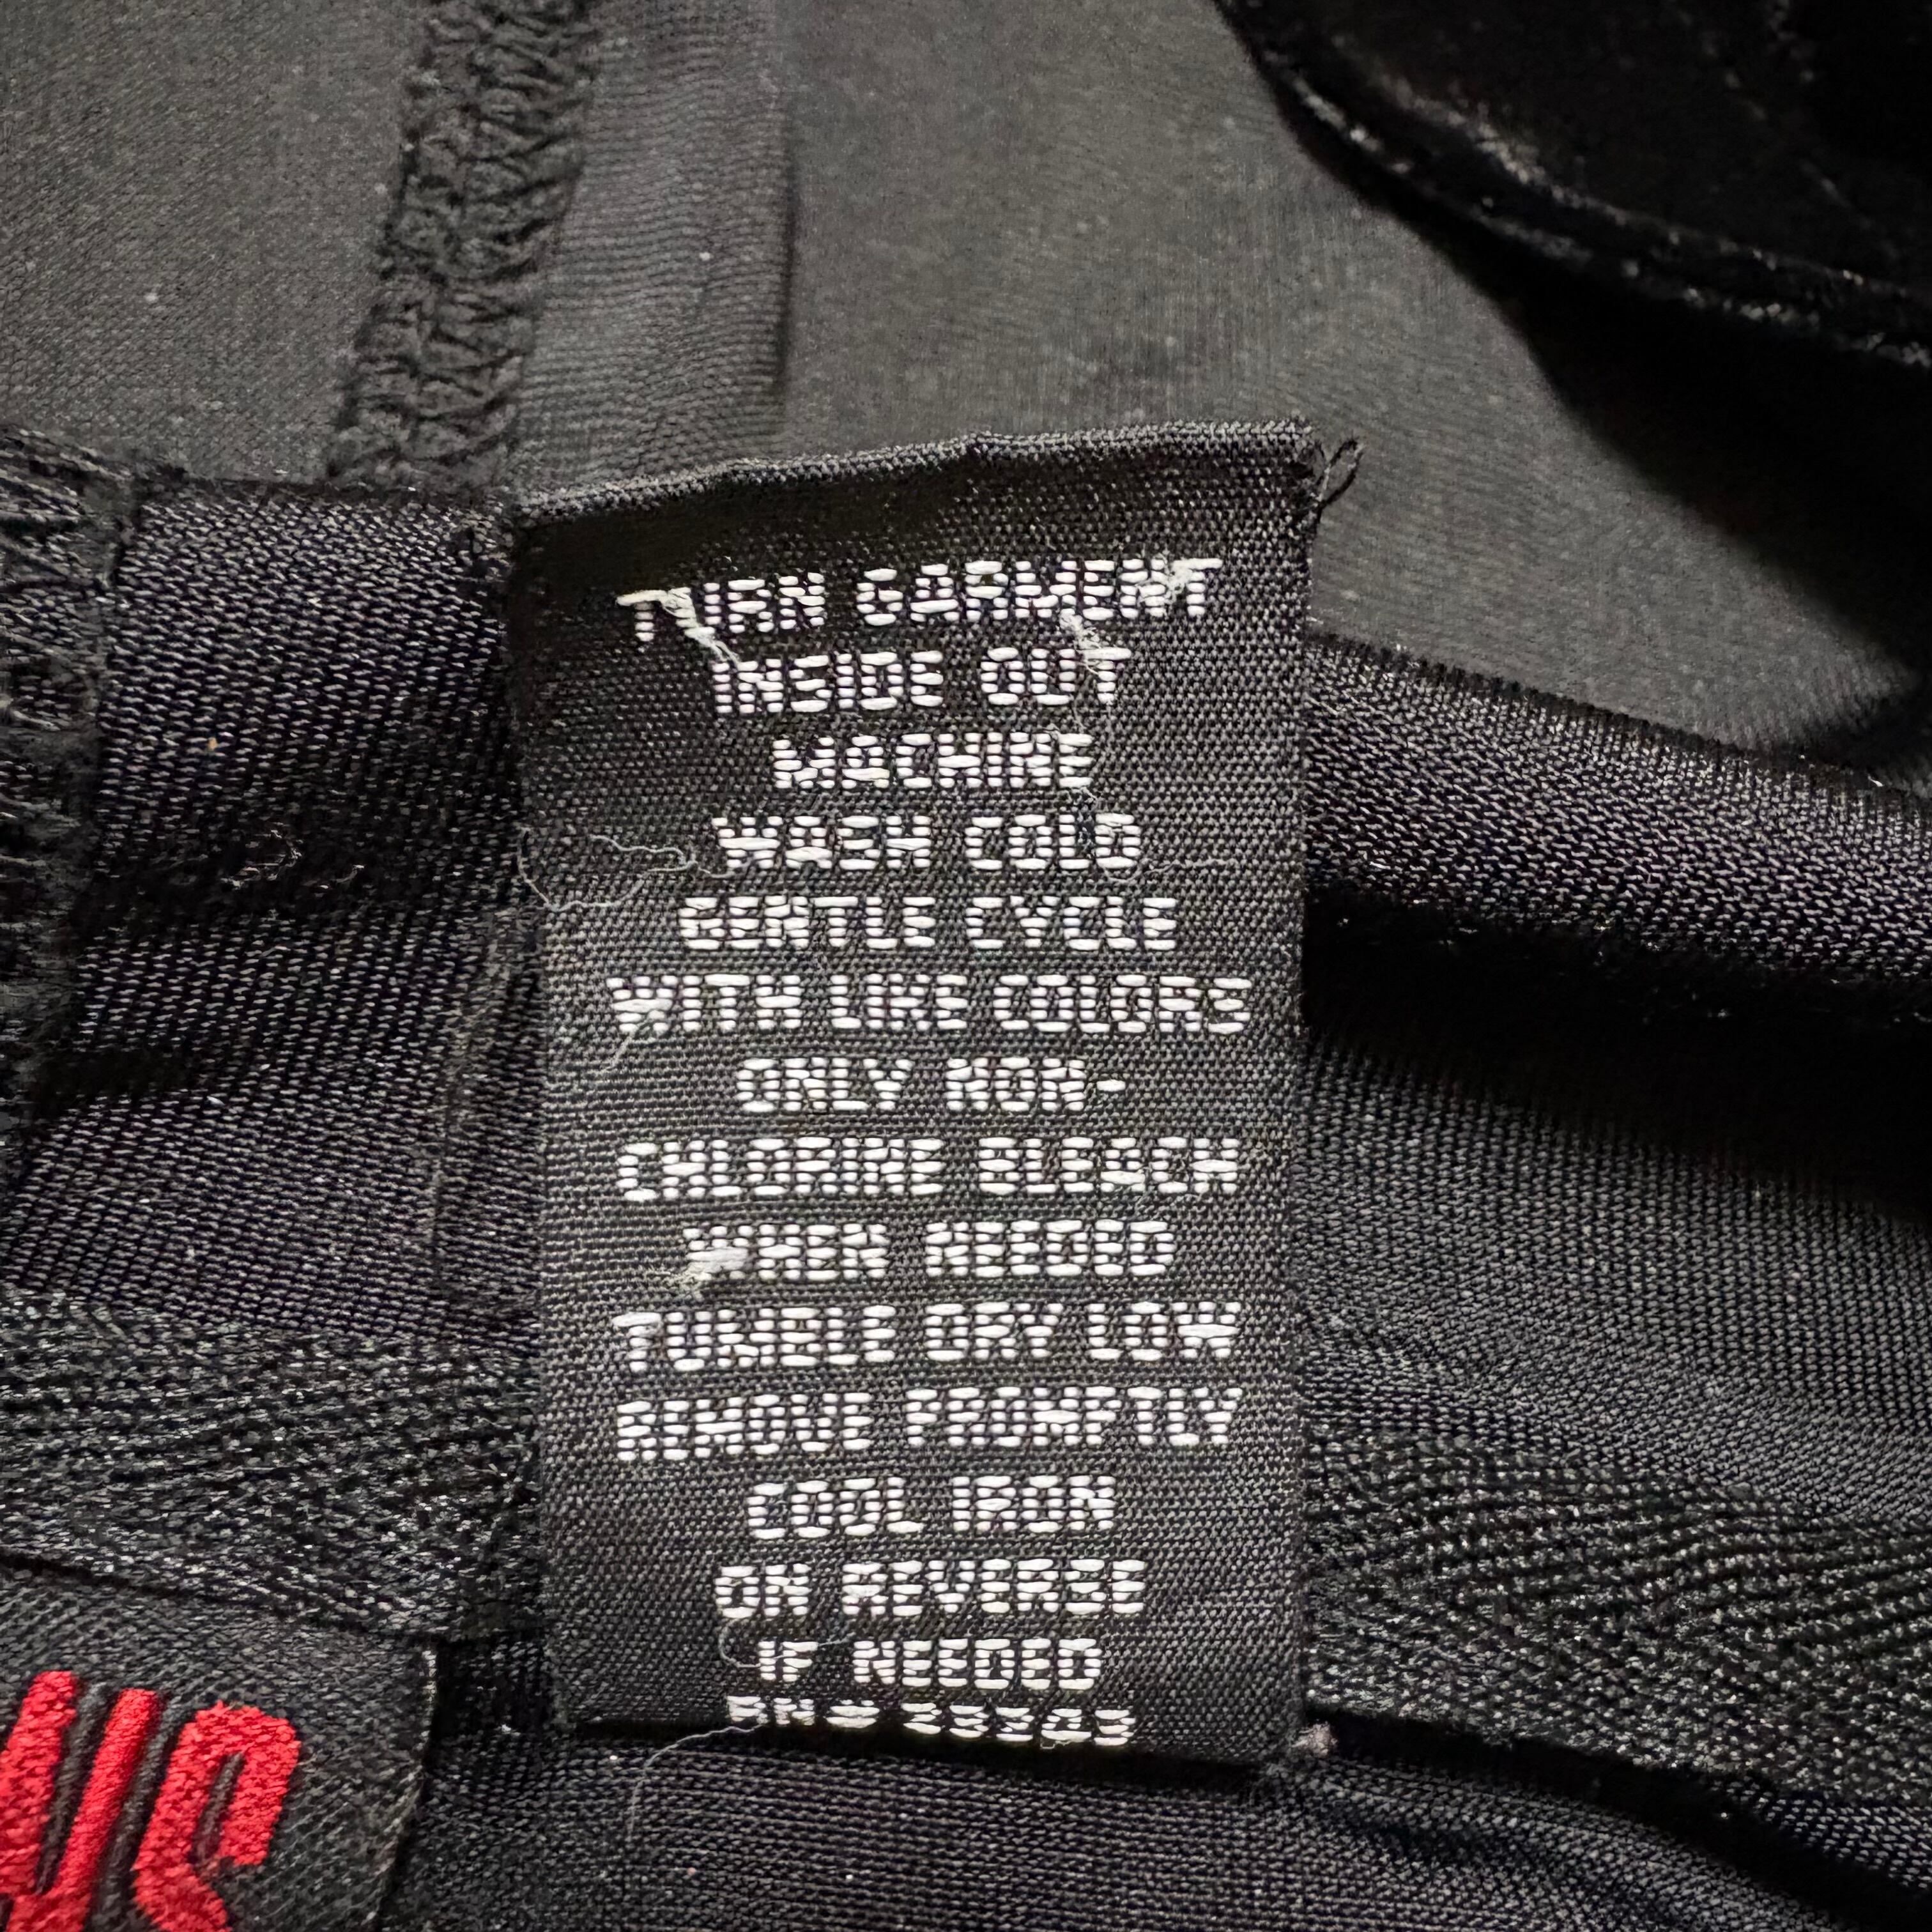 TURN GARMENT
INSIDE OUT
MACHINE
WASH COLD
GENTLE CYCLE
WITH LIKE COLORS
ONLY NON-
CHLORINE BLEACH
WHEN NEEDED
TUMBLE DRY LOW
REMOVE PROMPTLY
COOL IRON
ON REVERSE
IF NEEDED